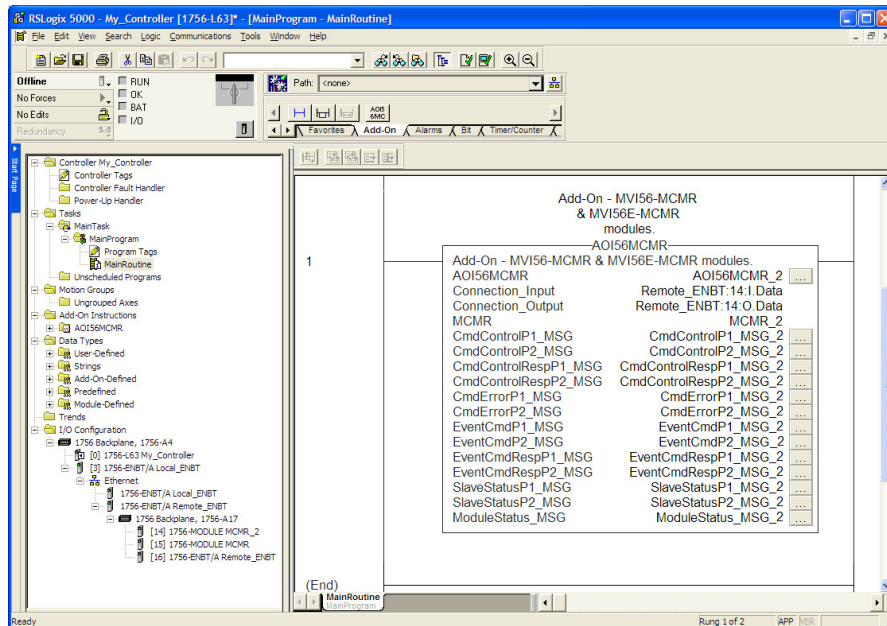 RSLogix 5000 - My_Controller [1756-L63]* - [MainProgram - MainRoutine]
File Edit View Search Logic Communications Tools Window Help
Offline
No Forces
No Edits
Redundancy
RUN
OK
BAT
I/O
Path: <none>
AOI5
6MC
Favorites Add-On Alarms Bit Timer/Counter
Start Page
Controller My_Controller
Controller Tags
Controller Fault Handler
Power-Up Handler
Tasks
MainTask
MainProgram
Program Tags
MainRoutine
Unscheduled Programs
Motion Groups
Ungrouped Axes
Add-On Instructions
AOI56MCMR
Data Types
User-Defined
Strings
Add-On-Defined
Predefined
Module-Defined
Trends
I/O Configuration
1756 Backplane, 1756-A4
[0] 1756-L63 My_Controller
[3] 1756-ENBT/A Local_ENBT
Ethernet
1756-ENBT/A Local_ENBT
1756-ENBT/A Remote_ENBT
1756 Backplane, 1756-A17
[14] 1756-MODULE MCMR_2
[15] 1756-MODULE MCMR
[16] 1756-ENBT/A Remote_ENBT
1
Add-On - MVI56-MCMR
& MVI56E-MCMR
modules.
AOI56MCMR
Add-On - MVI56-MCMR & MVI56E-MCMR modules.
AOI56MCMR AOI56MCMR_2 ...
Connection_Input Remote_ENBT:14:I.Data
Connection_Output Remote_ENBT:14:O.Data
MCMR MCMR_2
CmdControlP1_MSG CmdControlP1_MSG_2 ...
CmdControlP2_MSG CmdControlP2_MSG_2 ...
CmdControlRespP1_MSG CmdControlRespP1_MSG_2 ...
CmdControlRespP2_MSG CmdControlRespP2_MSG_2 ...
CmdErrorP1_MSG CmdErrorP1_MSG_2 ...
CmdErrorP2_MSG CmdErrorP2_MSG_2 ...
EventCmdP1_MSG EventCmdP1_MSG_2 ...
EventCmdP2_MSG EventCmdP2_MSG_2 ...
EventCmdRespP1_MSG EventCmdRespP1_MSG_2 ...
EventCmdRespP2_MSG EventCmdRespP2_MSG_2 ...
SlaveStatusP1_MSG SlaveStatusP1_MSG_2 ...
SlaveStatusP2_MSG SlaveStatusP2_MSG_2 ...
ModuleStatus_MSG ModuleStatus_MSG_2 ...
(End)
MainRoutine
MainProgram
Ready
Rung 1 of 2 APP VER